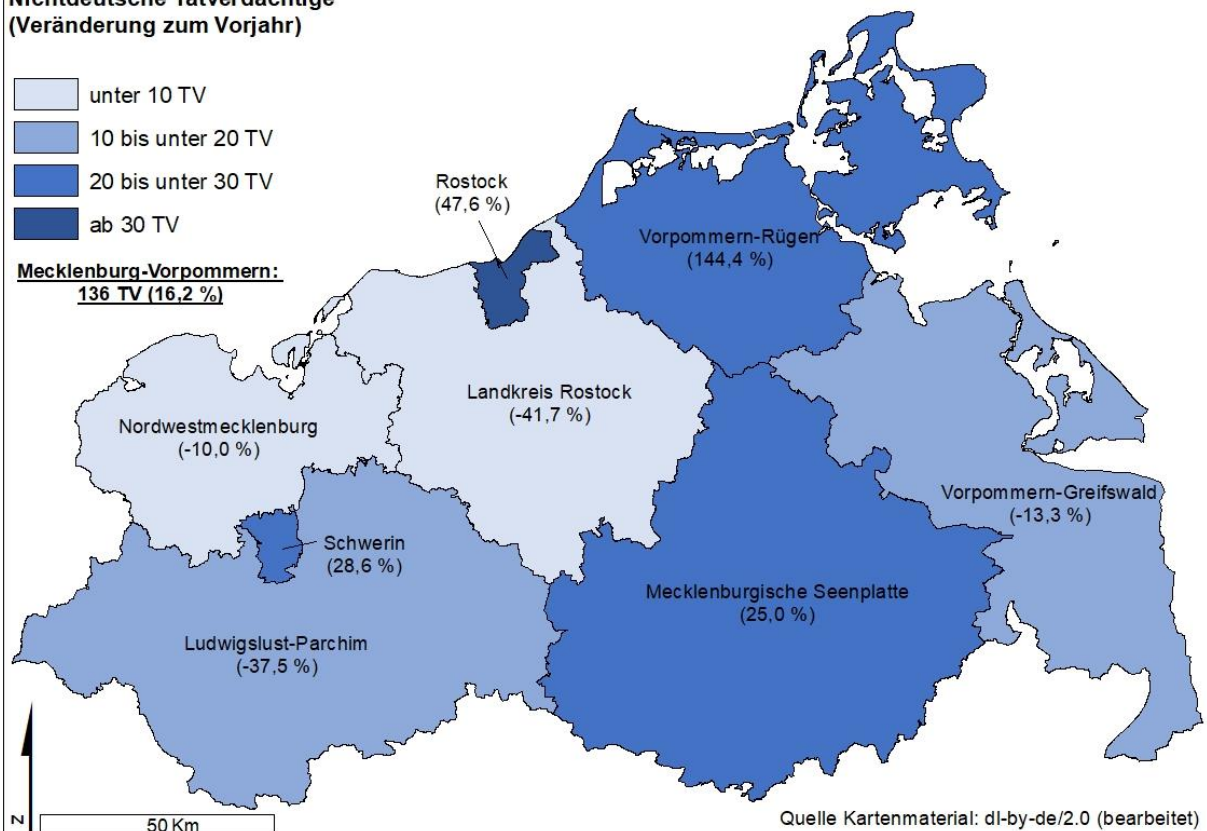 Nichtdeutsche Tatverdächtige
(Veränderung zum Vorjahr)
unter 10 TV
10 bis unter 20 TV
20 bis unter 30 TV
ab 30 TV
Mecklenburg-Vorpommern:
136 TV (16,2 %)
Rostock
(47,6 %)
Vorpommern-Rügen
(144,4 %)
Landkreis Rostock
(-41,7 %)
Nordwestmecklenburg
(-10,0 %)
Vorpommern-Greifswald
(-13,3 %)
Schwerin
(28,6 %)
Mecklenburgische Seenplatte
(25,0 %)
Ludwigslust-Parchim
(-37,5 %)
N
50 Km
Quelle Kartenmaterial: dl-by-de/2.0 (bearbeitet)